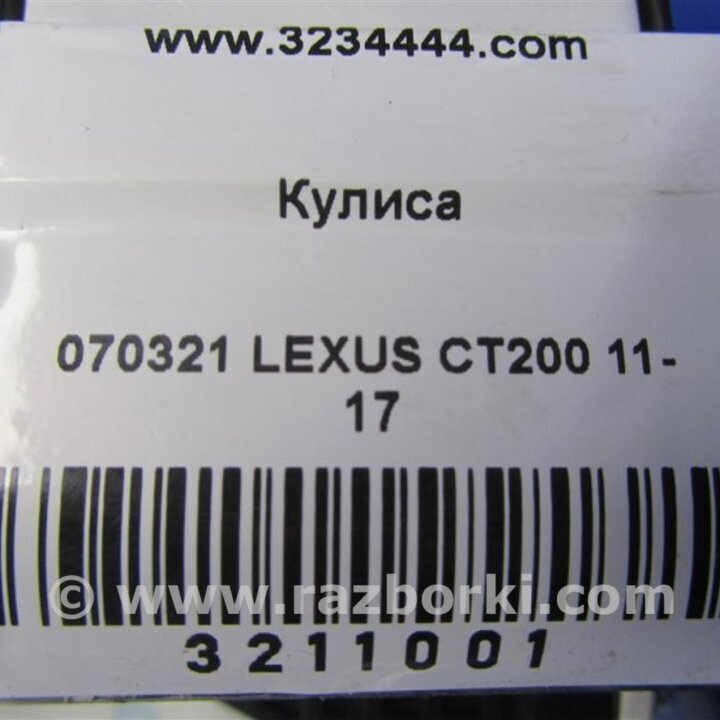 www.3234444.com
Кулиса
070321 LEXUS CT200 11-
17
© www.razborki.com
3211001